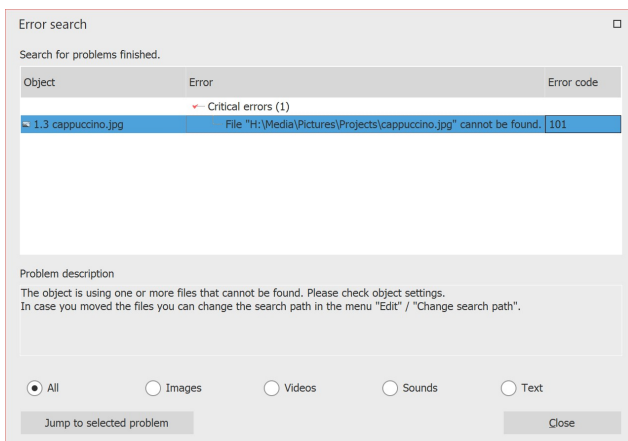 Error search
Search for problems finished.
Object Error Error code
Critical errors (1)
1.3 cappuccino.jpg File "H:\Media\Pictures\Projects\cappuccino.jpg" cannot be found. 101
Problem description
The object is using one or more files that cannot be found. Please check object settings.
In case you moved the files you can change the search path in the menu "Edit" / "Change search path".
All Images Videos Sounds Text
Jump to selected problem Close